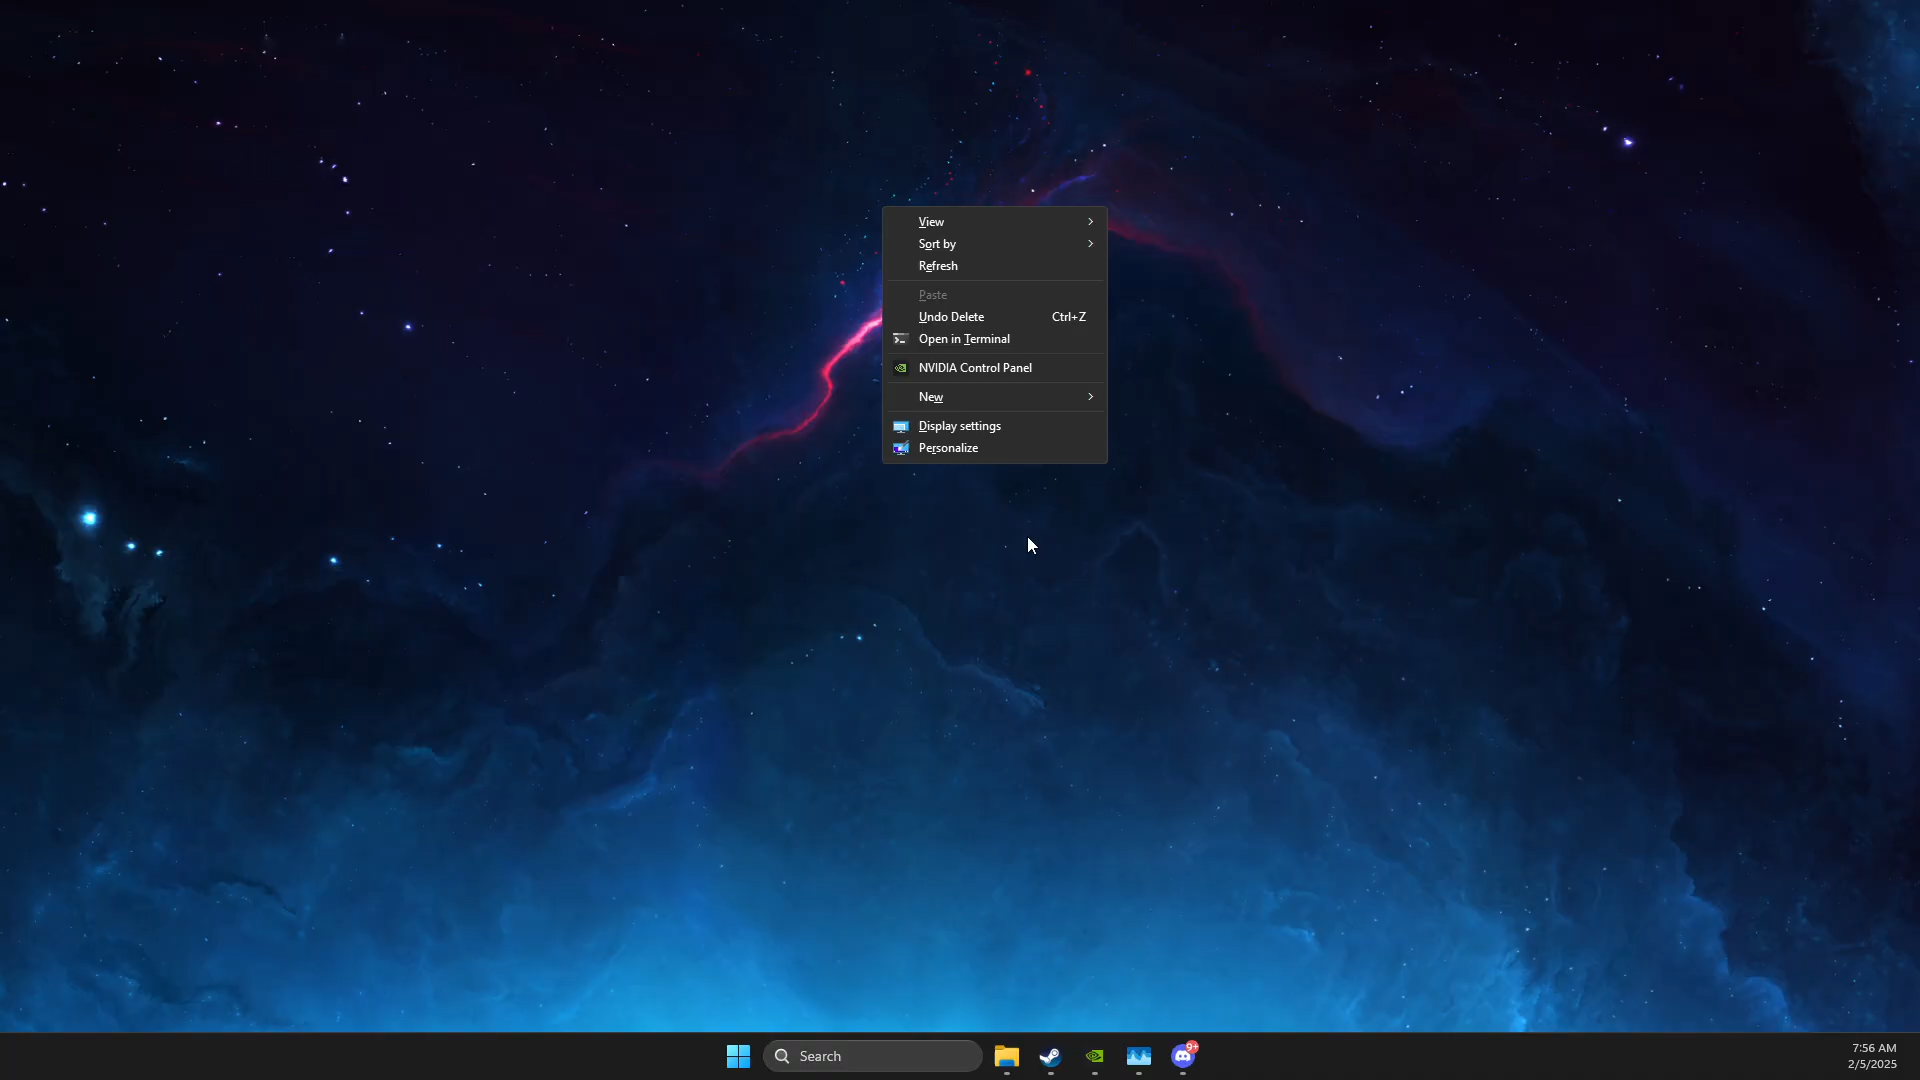 View
Sort by
Refresh
Paste
Undo Delete Ctrl+Z
Open in Terminal
NVIDIA Control Panel
New
Display settings
Personalize
Search
9+
7:56 AM
2/5/2025